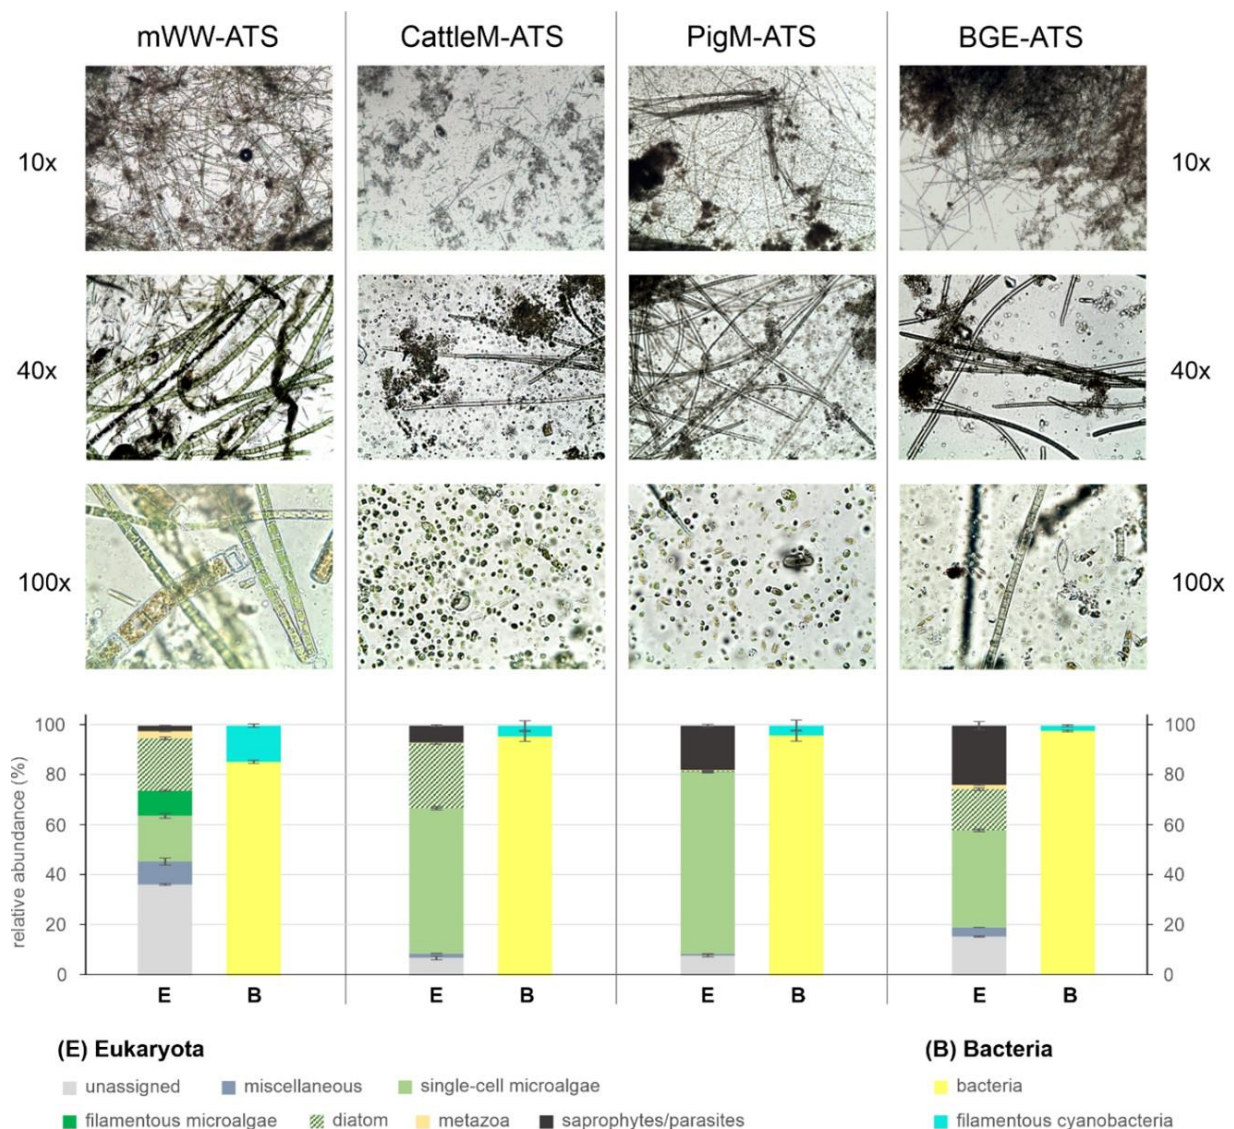 mWW-ATS CattleM-ATS PigM-ATS BGE-ATS
10x 10x
40x 40x
100x 100x
relative abundance (%)
100 100
80 80
60 60
40 40
20 20
0 0
E B E B E B E B
(E) Eukaryota (B) Bacteria
unassigned miscellaneous single-cell microalgae bacteria
filamentous microalgae diatom metazoa saprophytes/parasites filamentous cyanobacteria